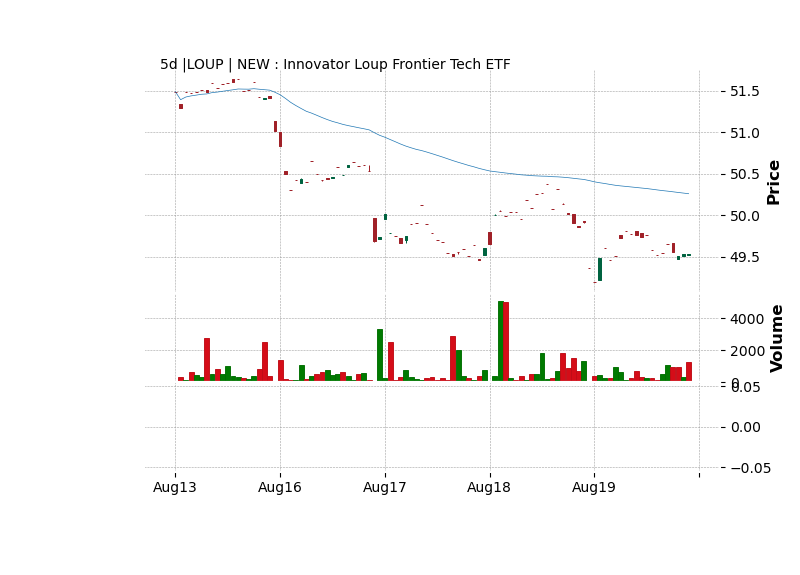 5d |LOUP | NEW : Innovator Loup Frontier Tech ETF
51.5
51.0
50.5
50.0
49.5
Price
4000
2000
0
Volume
0.05
0.00
−0.05
Aug13 Aug16 Aug17 Aug18 Aug19